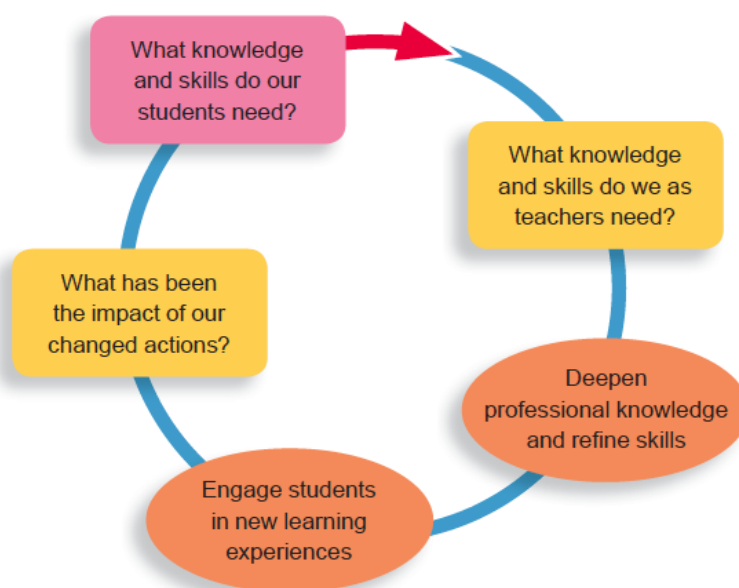 What knowledge
and skills do our
students need?
What knowledge
and skills do we as
teachers need?
Deepen
professional knowledge
and refine skills
Engage students
in new learning
experiences
What has been
the impact of our
changed actions?